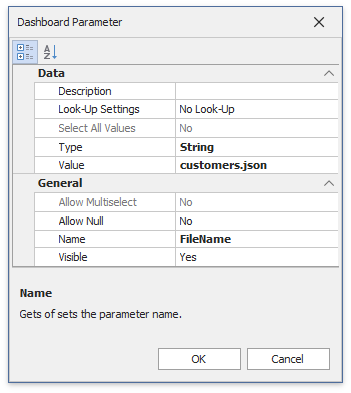 Dashboard Parameter
Data
Description
Look-Up Settings No Look-Up
Select All Values No
Type String
Value customers.json
General
Allow Multiselect No
Allow Null No
Name FileName
Visible Yes
Name
Gets of sets the parameter name.
OK Cancel